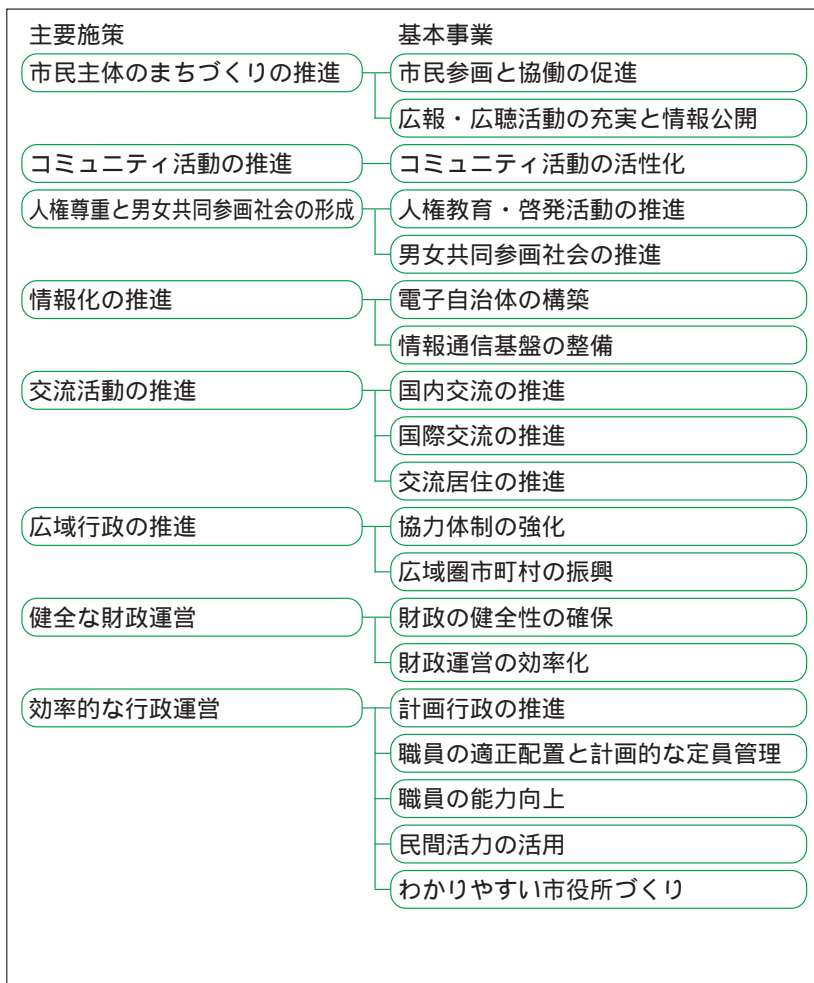 主要施策 基本事業
市民主体のまちづくりの推進 市民参画と協働の促進
広報・広聴活動の充実と情報公開
コミュニティ活動の推進 コミュニティ活動の活性化
人権尊重と男女共同参画社会の形成 人権教育・啓発活動の推進
男女共同参画社会の推進
情報化の推進 電子自治体の構築
情報通信基盤の整備
交流活動の推進 国内交流の推進
国際交流の推進
交流居住の推進
広域行政の推進 協力体制の強化
広域圏市町村の振興
健全な財政運営 財政の健全性の確保
財政運営の効率化
効率的な行政運営 計画行政の推進
職員の適正配置と計画的な定員管理
職員の能力向上
民間活力の活用
わかりやすい市役所づくり